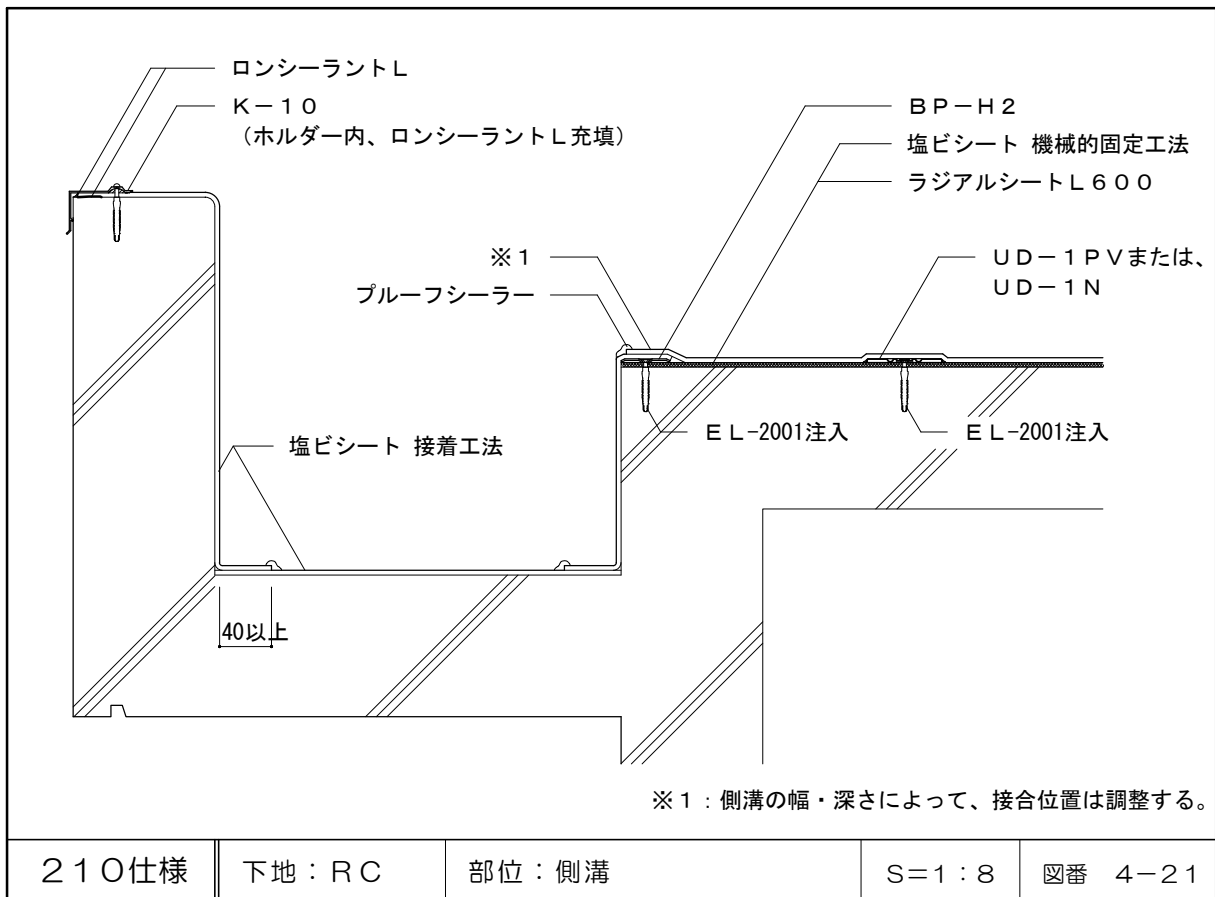 ロンシーラントL
K-10
(ホルダー内、ロンシーラントL充填)
BP-H2
塩ビシート 機械的固定工法
ラジアルシートL600
※1
プルーフシーラー
UD-1PVまたは、
UD-1N
EL-2001注入
EL-2001注入
塩ビシート 接着工法
40以上
※1:側溝の幅・深さによって、接合位置は調整する。
210仕様
下地:RC
部位:側溝
S=1:8
図番 4-21